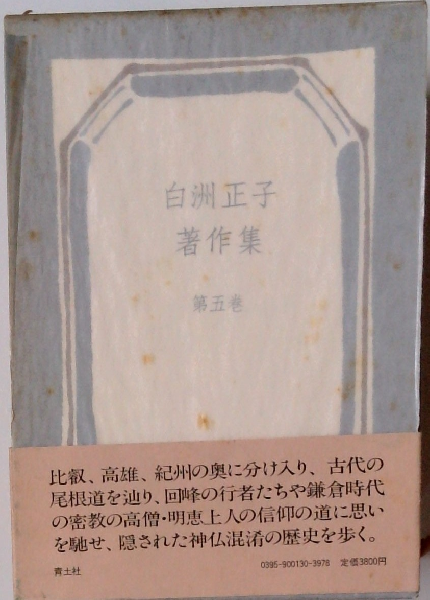 白洲正子
著作集
第五巻
比叡、高雄、紀州の奥に分け入り、古代の
尾根道を辿り、回峰の行者たちや鎌倉時代
の密教の高僧・明恵上人の信仰の道に思い
を馳せ、隠された神仏混淆の歴史を歩く。
青土社
0395-900130-3978 定価3800円